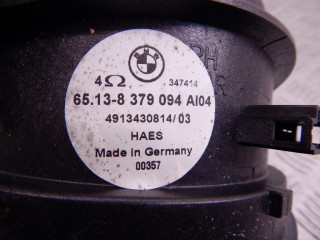 BMW
4Ω 347414
65.13-8 379 094 AI04
4913430814/03
HAES
Made in Germany
00357